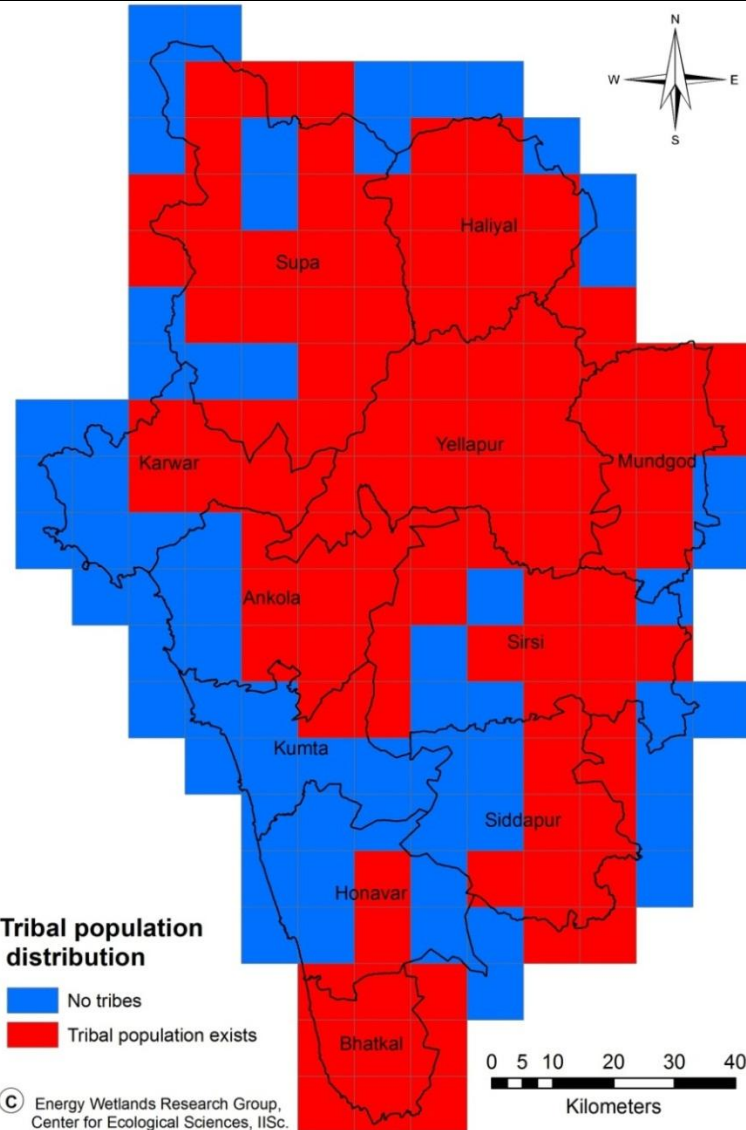 N
W E
S
Haliyal
Supa
Yellapur
Karwar
Mundgod
Ankola
Sirsi
Kumta
Siddapur
Honavar
Bhatkal
Tribal population
distribution
No tribes
Tribal population exists
0 5 10 20 30 40
Kilometers
© Energy Wetlands Research Group,
Center for Ecological Sciences, IISc.